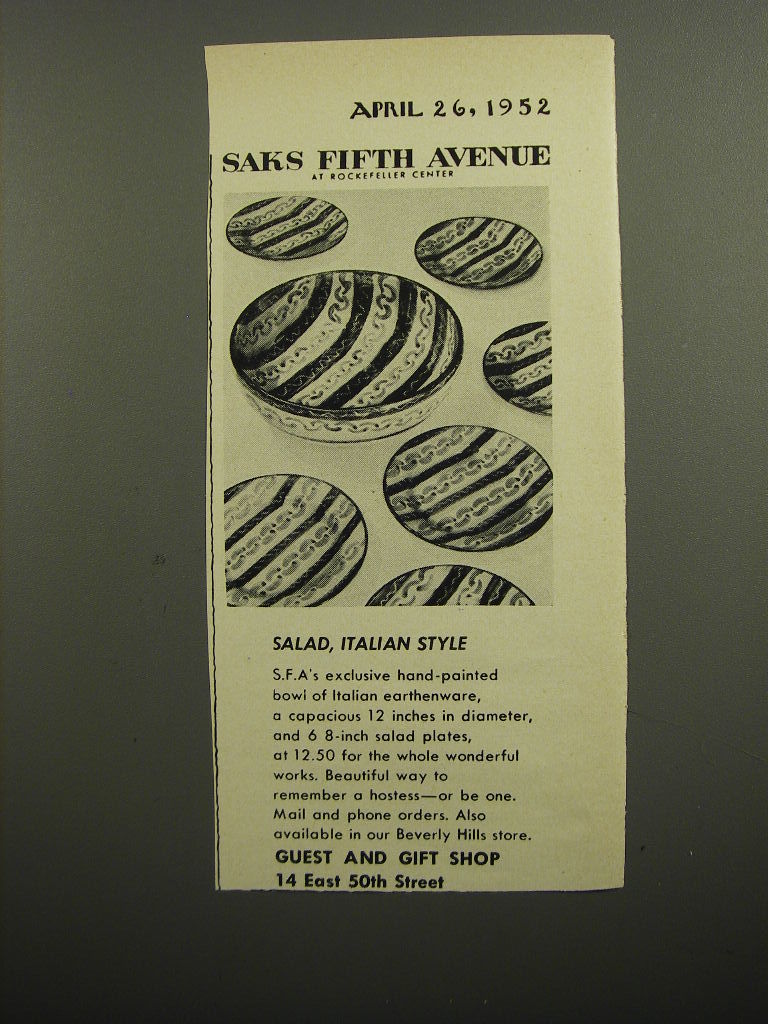 APRIL 26, 1952
SAKS FIFTH AVENUE
AT ROCKEFELLER CENTER
SALAD, ITALIAN STYLE
S.F.A's exclusive hand-painted
bowl of Italian earthenware,
a capacious 12 inches in diameter,
and 6 8-inch salad plates,
at 12.50 for the whole wonderful
works. Beautiful way to
remember a hostess—or be one.
Mail and phone orders. Also
available in our Beverly Hills store.
GUEST AND GIFT SHOP
14 East 50th Street